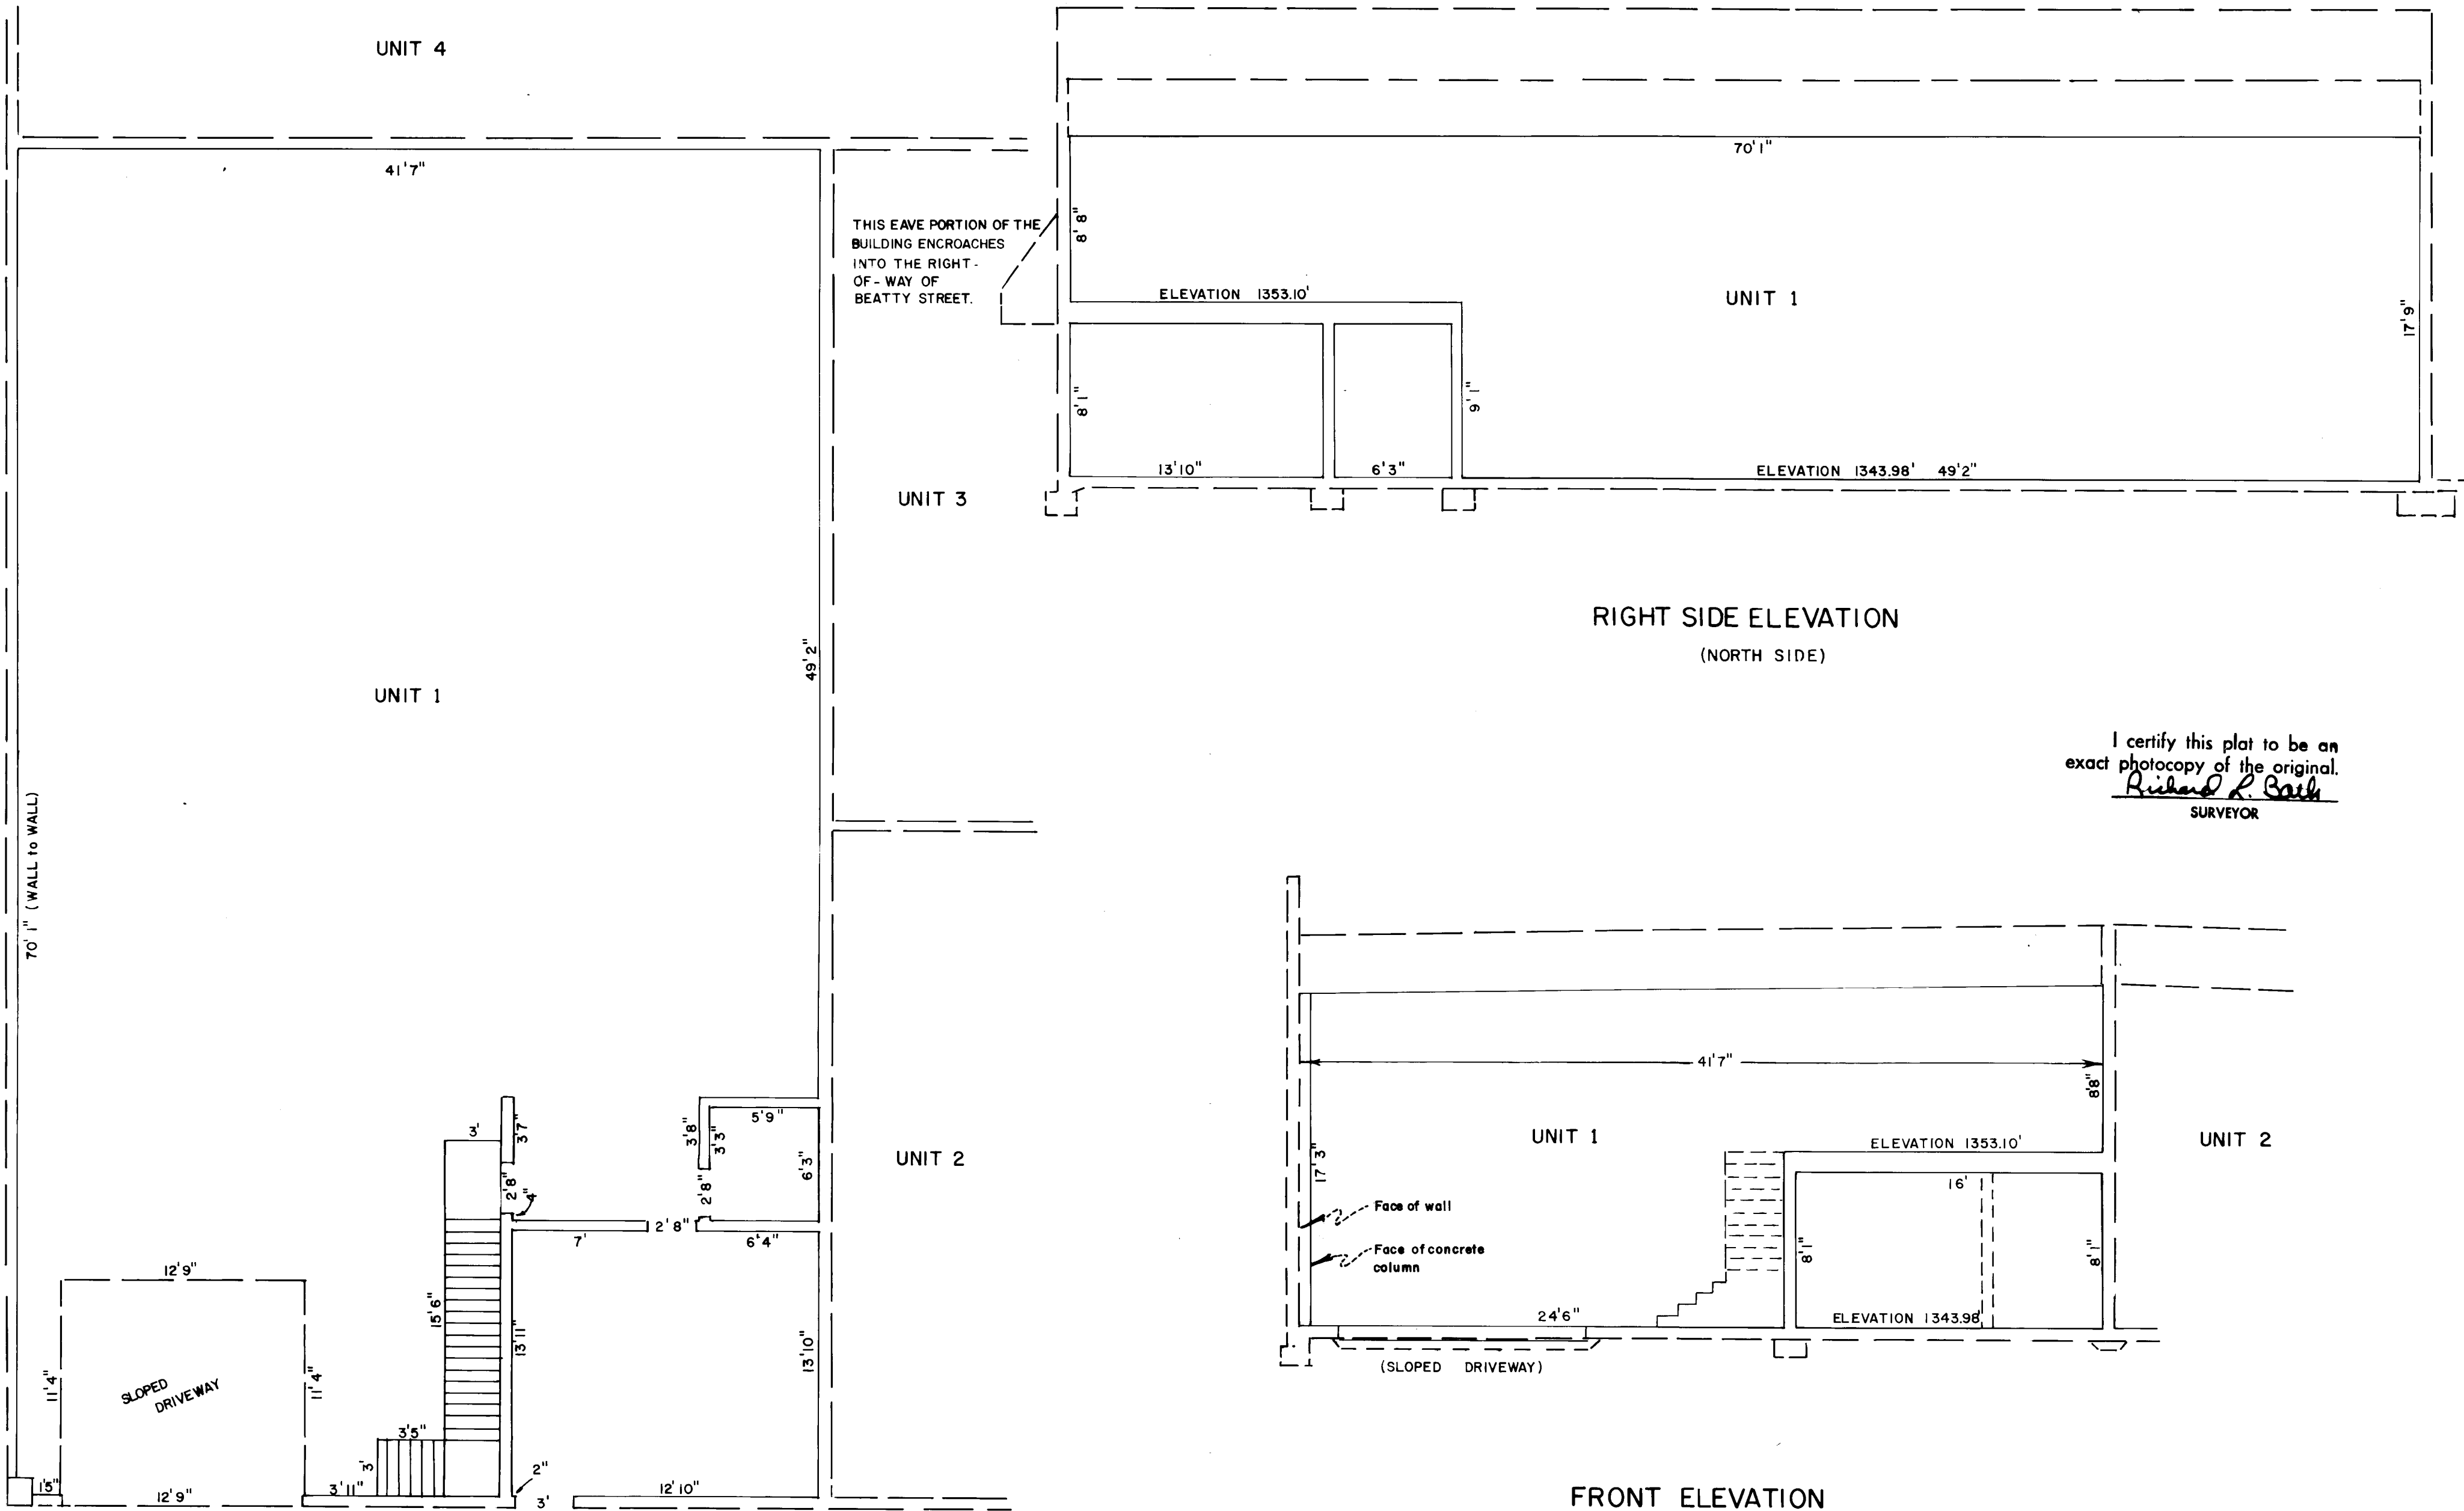 UNIT 4
41'7"
THIS EAVE PORTION OF THE
BUILDING ENCROACHES
INTO THE RIGHT-
OF-WAY OF
BEATTY STREET.
UNIT 3
49'2"
UNIT 1
70'1" (WALL to WALL)
UNIT 2
5'9"
3'8"
3'3"
6'3"
3'
3'7"
2'8"
4"
2'8"
2'8"
7'
6'4"
12'9"
15'6"
13'11"
13'10"
11'4"
SLOPED
DRIVEWAY
11'4"
3'5"
3'
1'5"
12'9"
3'11"
2"
3'
12'10"
70'1"
8'8"
ELEVATION 1353.10'
UNIT 1
17'9"
8'1"
9'1"
13'10"
6'3"
ELEVATION 1343.98' 49'2"
RIGHT SIDE ELEVATION
(NORTH SIDE)
I certify this plat to be an
exact photocopy of the original.
Richard L. Bath
SURVEYOR
41'7"
8'8"
UNIT 1
ELEVATION 1353.10'
UNIT 2
17'3"
16'
Face of wall
Face of concrete
column
8'1"
8'1"
24'6"
ELEVATION 1343.98'
(SLOPED DRIVEWAY)
FRONT ELEVATION